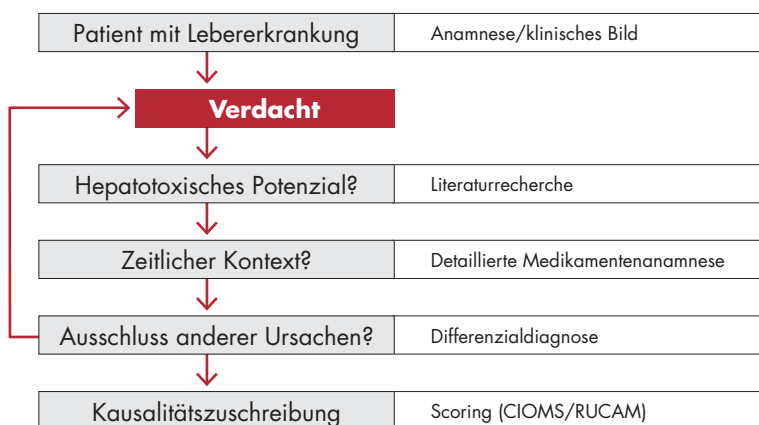 Patient mit Lebererkrankung
Anamnese/klinisches Bild
Verdacht
Hepatotoxisches Potenzial?
Literaturrecherche
Zeitlicher Kontext?
Detaillierte Medikamentenanamnese
Ausschluss anderer Ursachen?
Differenzialdiagnose
Kausalitätszuschreibung
Scoring (CIOMS/RUCAM)